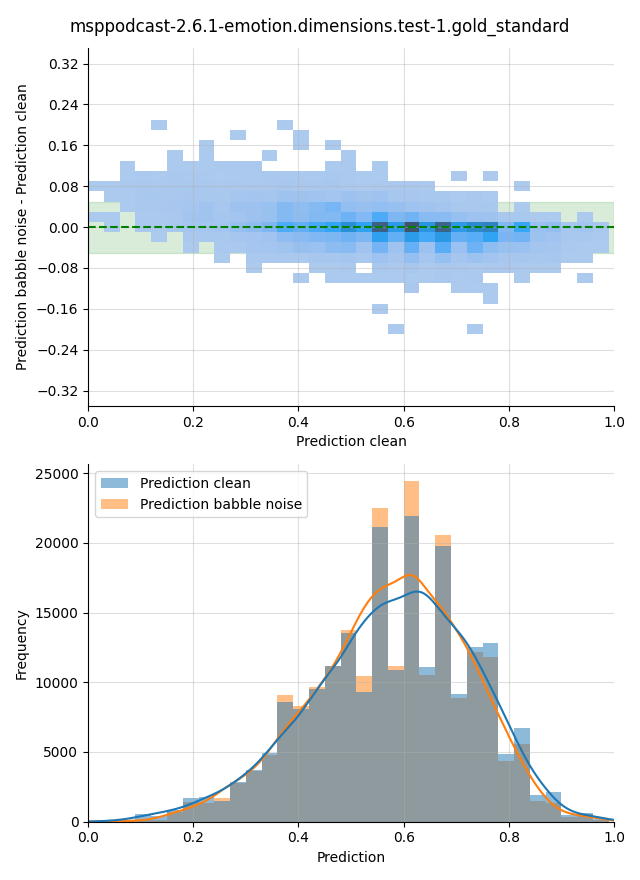 msppodcast-2.6.1-emotion.dimensions.test-1.gold_standard
Prediction babble noise - Prediction clean
0.32
0.24
0.16
0.08
0.00
−0.08
−0.16
−0.24
−0.32
0.0 0.2 0.4 0.6 0.8 1.0
Prediction clean
Prediction clean
Prediction babble noise
Frequency
25000
20000
15000
10000
5000
0
0.0 0.2 0.4 0.6 0.8 1.0
Prediction